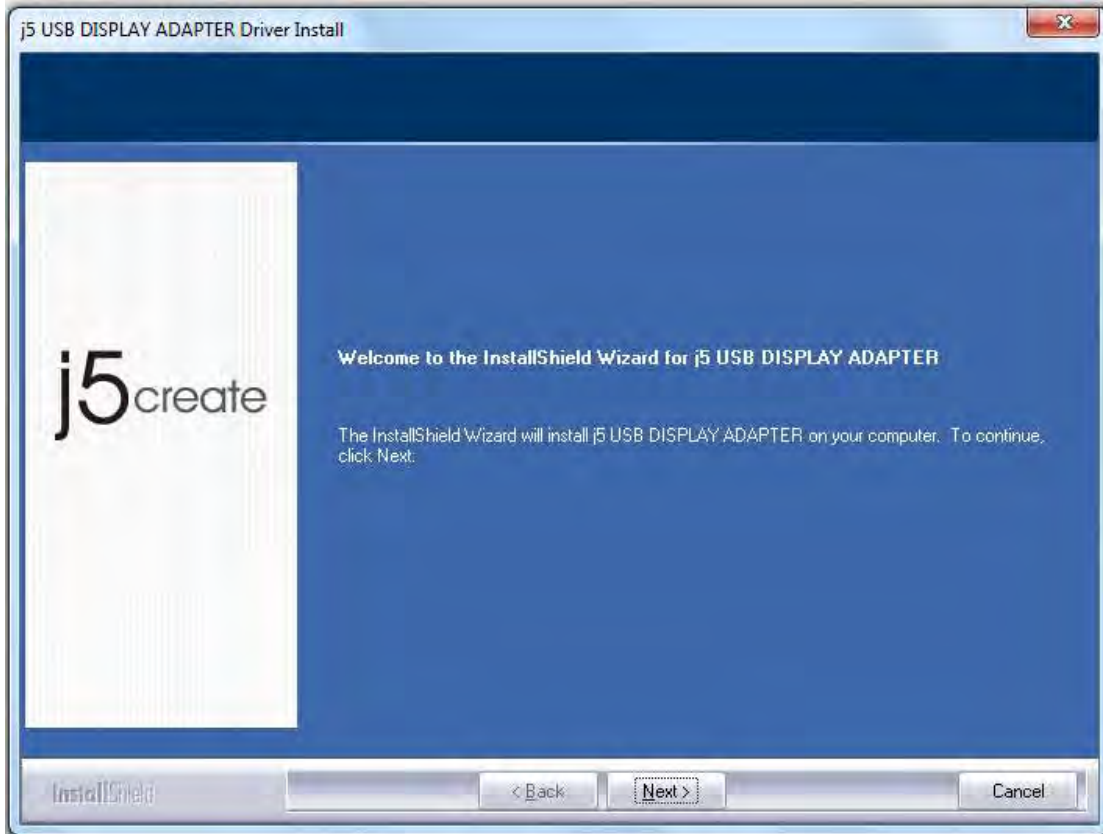 j5 USB DISPLAY ADAPTER Driver Install
j5create
Welcome to the InstallShield Wizard for j5 USB DISPLAY ADAPTER
The InstallShield Wizard will install j5 USB DISPLAY ADAPTER on your computer. To continue,
click Next.
InstallShield
< Back
Next >
Cancel